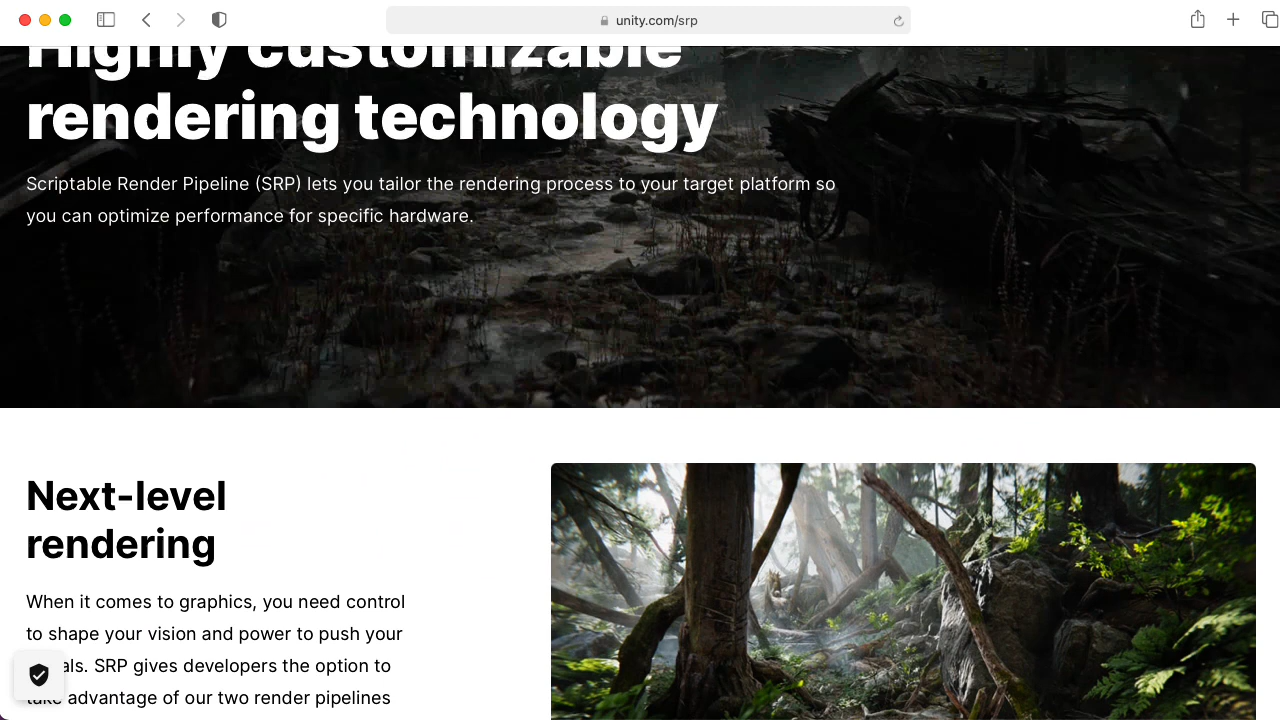 unity.com/srp
Highly customizable
rendering technology
Scriptable Render Pipeline (SRP) lets you tailor the rendering process to your target platform so
you can optimize performance for specific hardware.
Next-level
rendering
When it comes to graphics, you need control
to shape your vision and power to push your
als. SRP gives developers the option to
take advantage of our two render pipelines